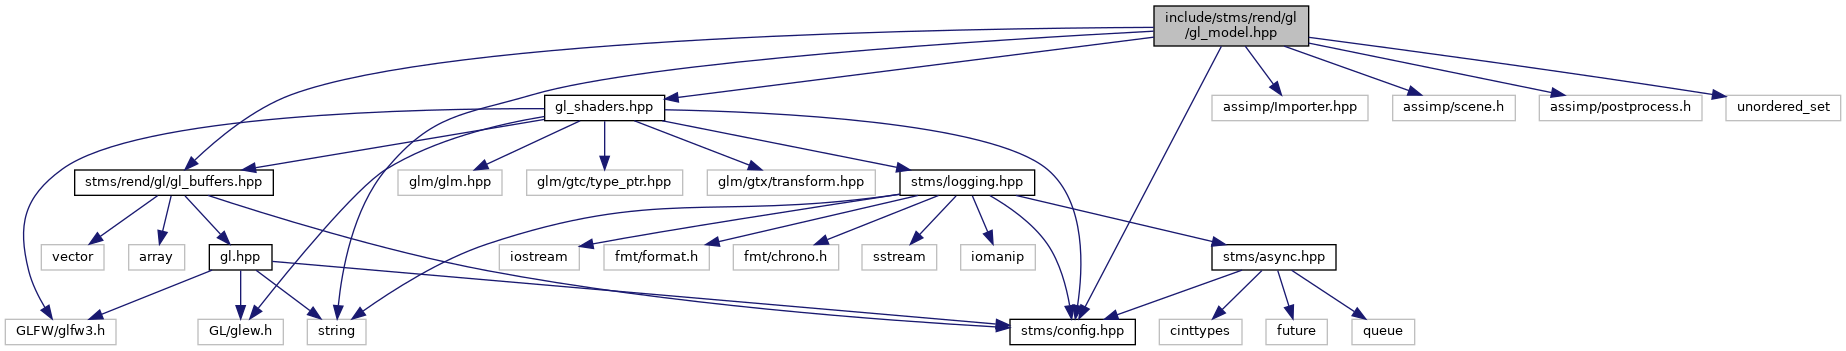 include/stms/rend/gl
/gl_model.hpp
gl_shaders.hpp
assimp/Importer.hpp
assimp/scene.h
assimp/postprocess.h
unordered_set
stms/rend/gl/gl_buffers.hpp
glm/glm.hpp
glm/gtc/type_ptr.hpp
glm/gtx/transform.hpp
stms/logging.hpp
vector
array
gl.hpp
iostream
fmt/format.h
fmt/chrono.h
sstream
iomanip
stms/async.hpp
GLFW/glfw3.h
GL/glew.h
string
stms/config.hpp
cinttypes
future
queue